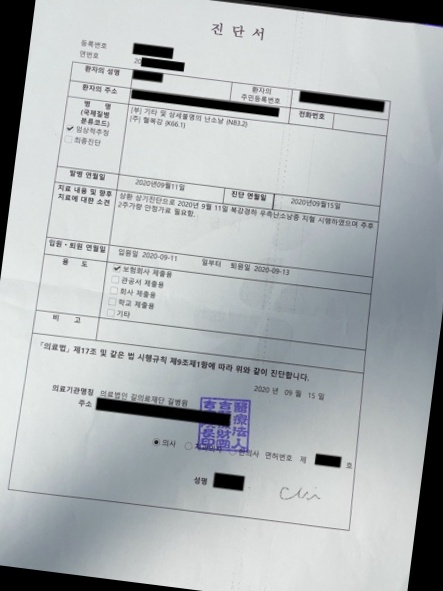 진 단 서
등록번호
연번호 20
환자의 성명 환자의 주민등록번호
환자의 주소 전화번호
병 명
(국제질병
분류코드)
✓ 임상적추정
□ 최종진단
(부) 기타 및 상세불명의 난소낭 (N83.2)
(주) 혈복강 (K66.1)
발병 연월일 2020년09월11일 진단 연월일 2020년09월15일
치료 내용 및 향후
치료에 대한 소견
상환 상기진단으로 2020년 9월 11일 복강경하 우측난소낭종 지혈 시행하였으며 추후
2주가량 안정가료 필요함.
입원·퇴원 연월일 입원일 2020-09-11 일부터 퇴원일 2020-09-13
용 도
✓ 보험회사 제출용
□ 관공서 제출용
□ 회사 제출용
□ 학교 제출용
□ 기타
비 고
「의료법」 제17조 및 같은 법 시행규칙 제9조제1항에 따라 위와 같이 진단합니다.
2020 년 09 월 15 일
의료기관명칭 의료법인 길의료재단 길병원
주소
의사 한의사 면허번호 제 호
성명